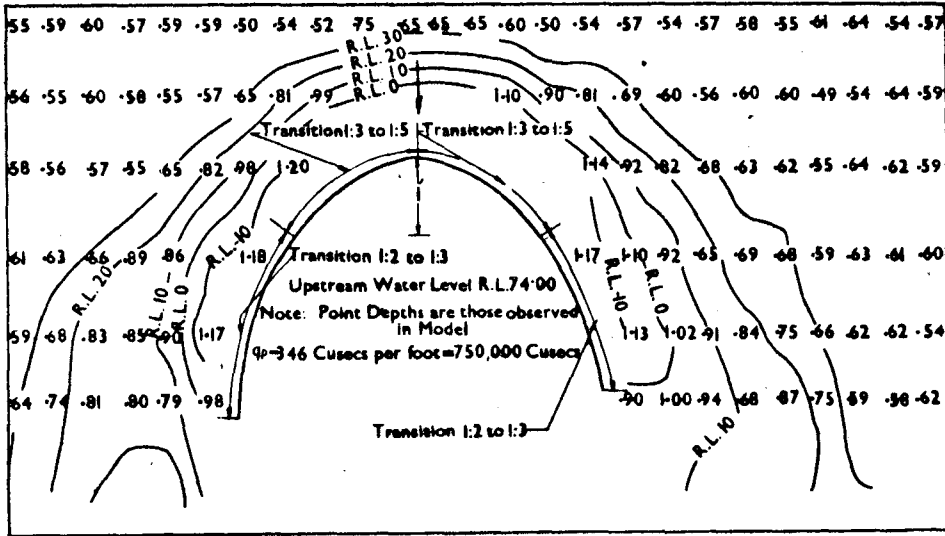 .55 .59 .60 .57 .59 .59 .50 .54 .52 .75 .65 .65 .65 .60 .50 .54 .57 .54 .57 .58 .55 .61 .64 .54 .57
R.L. 30
R.L. 20
R.L. 10
R.L. 0
.56 .55 .60 .58 .55 .57 .65 .81 .99 1.10 .90 .81 .69 .60 .56 .60 .60 .49 .54 .64 .59
Transition 1:3 to 1:5 Transition 1:3 to 1:5
.58 .56 .57 .55 .65 .82 .98 1.20 1.14 .92 .82 .68 .63 .62 .55 .64 .62 .59
.61 .63 .66 .89 .86 1.18 1.17 1.10 .92 .65 .69 .68 .59 .63 .61 .60
R.L. 20
R.L. 10
R.L. 0
R.L. -10
R.L. -10
R.L. 0
Transition 1:2 to 1:3
Upstream Water Level R.L. 74.00
Note: Point Depths are those observed
in Model
.59 .68 .83 .85 .90 1.17 1.13 1.02 .91 .84 .75 .66 .62 .62 .54
=346 Cusecs per foot=750,000 Cusecs
.64 .74 .81 .80 .79 .98 .90 1.00 .94 .68 .87 .75 .59 .58 .62
Transition 1:2 to 1:3
R.L. 10